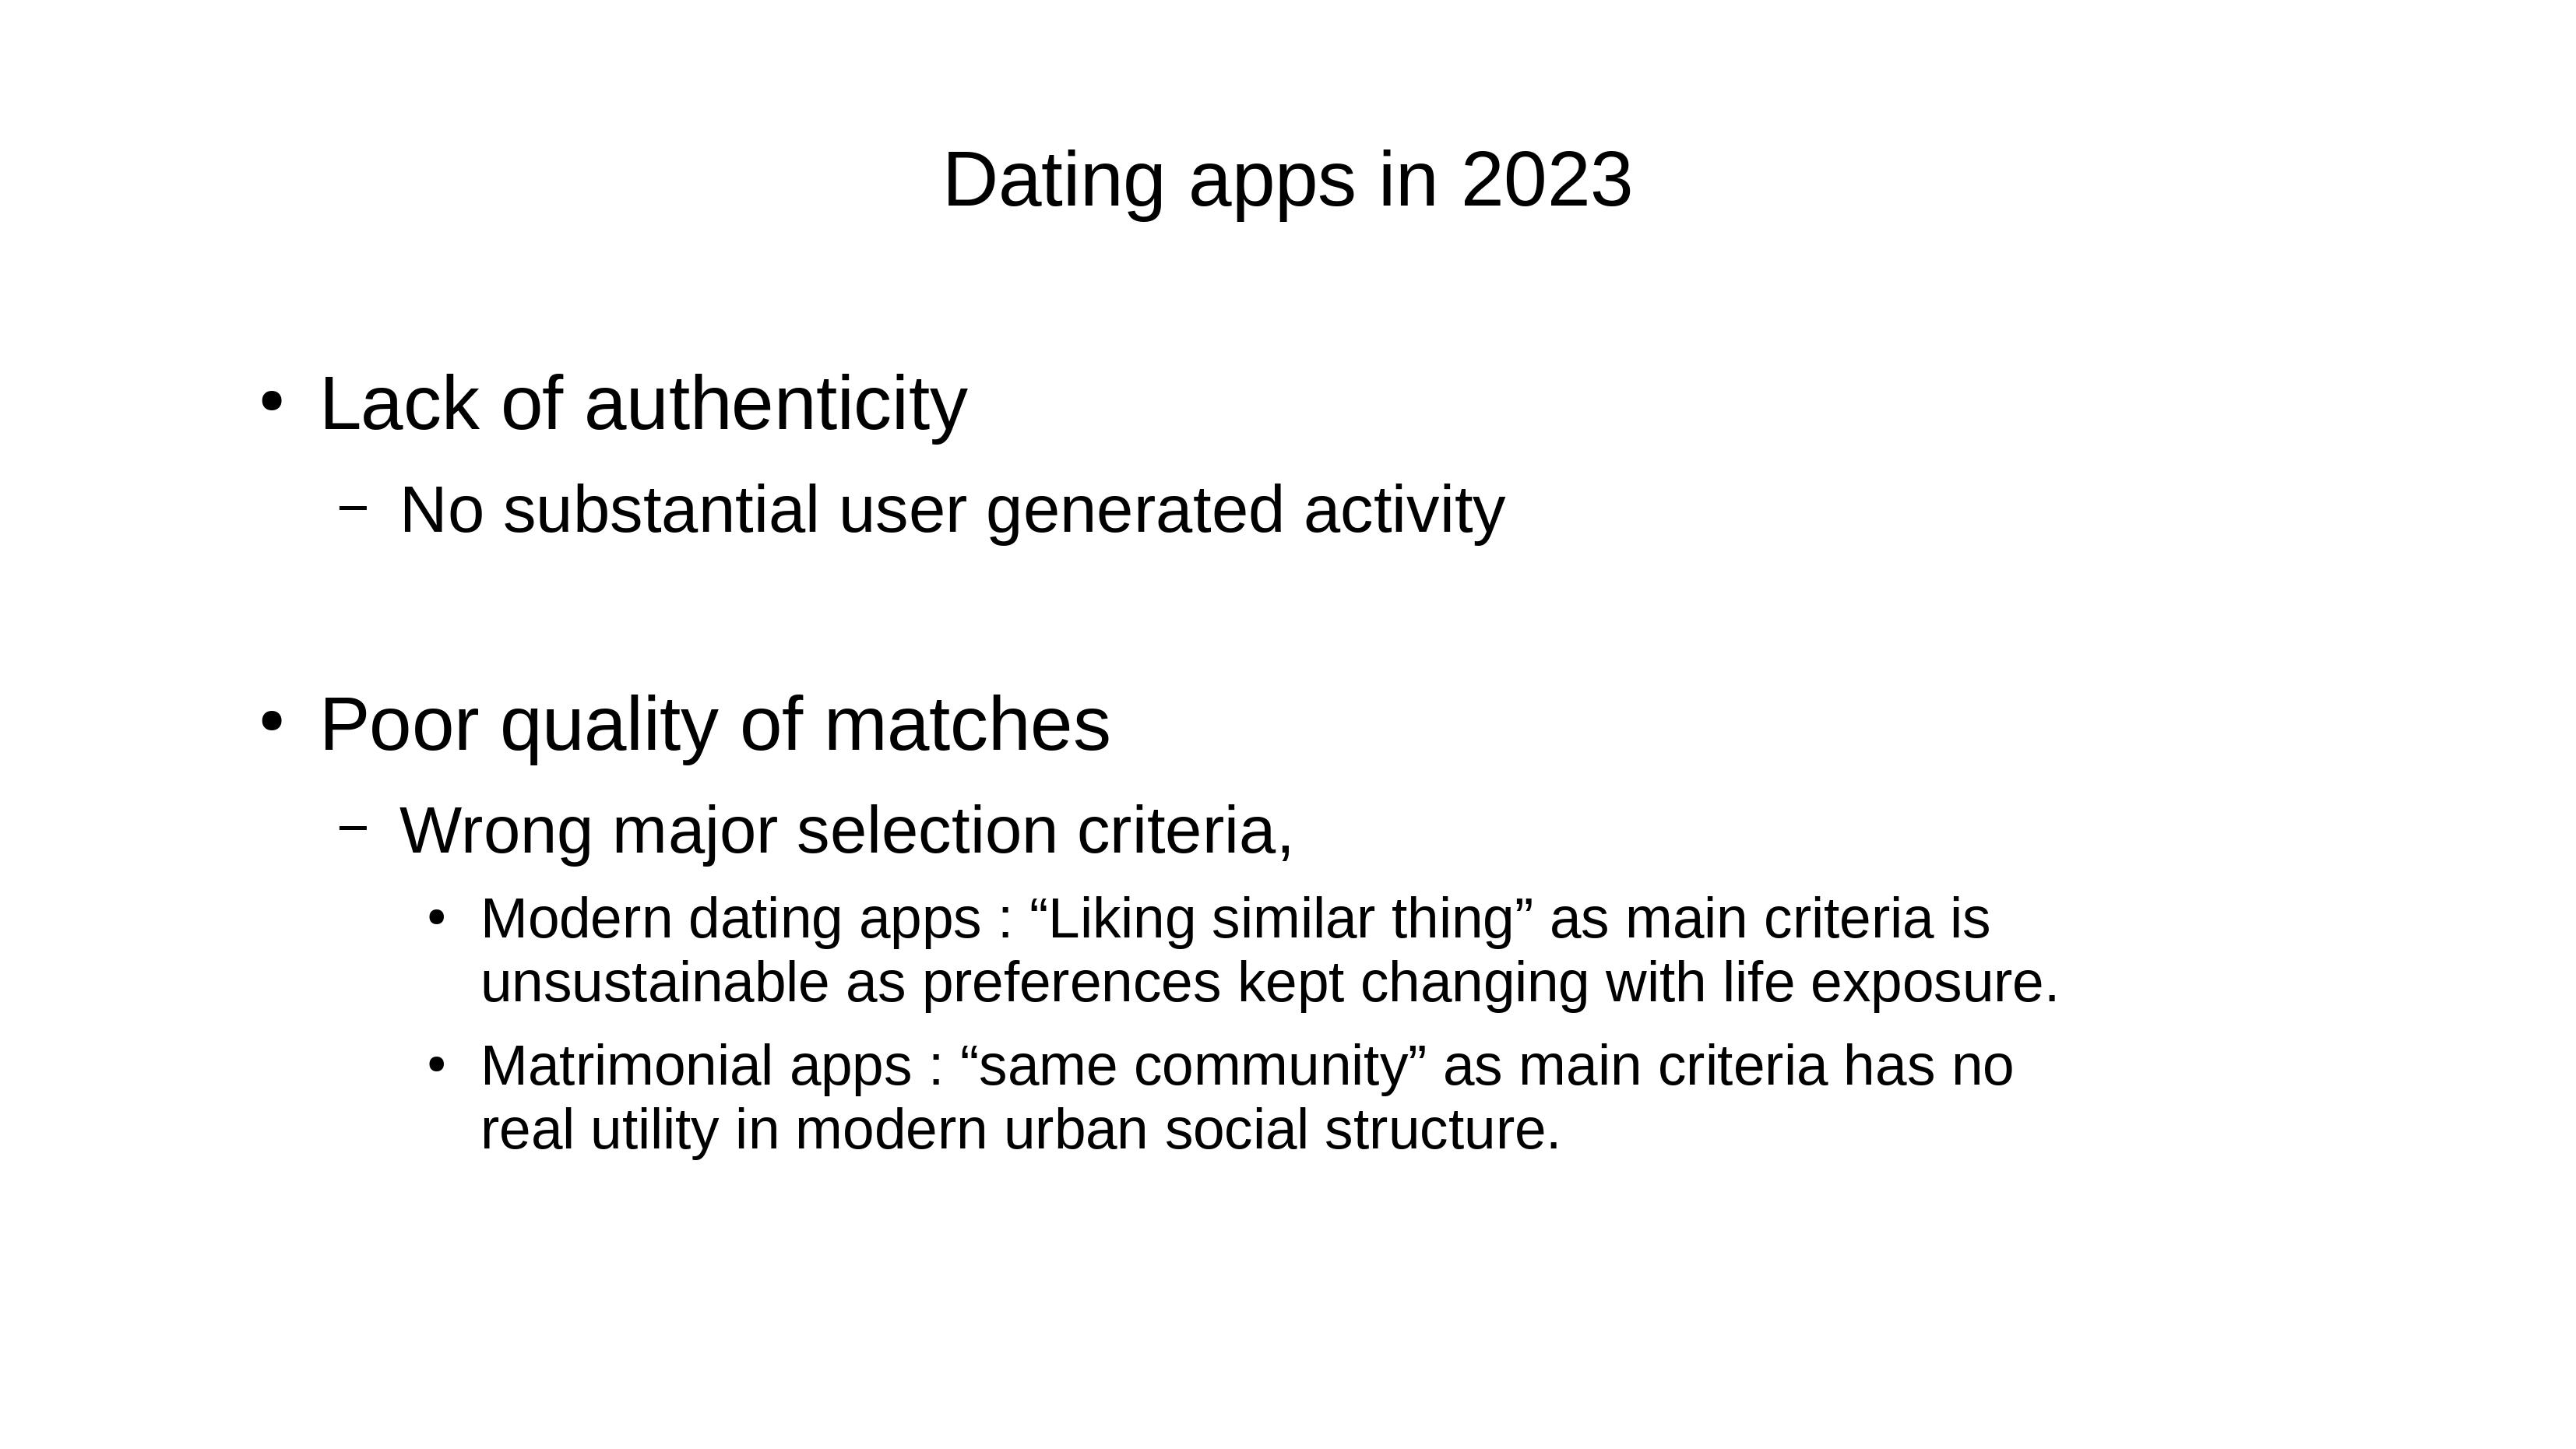 Dating apps in 2023
• Lack of authenticity
– No substantial user generated activity
• Poor quality of matches
– Wrong major selection criteria,
• Modern dating apps : “Liking similar thing” as main criteria is
unsustainable as preferences kept changing with life exposure.
• Matrimonial apps : “same community” as main criteria has no
real utility in modern urban social structure.